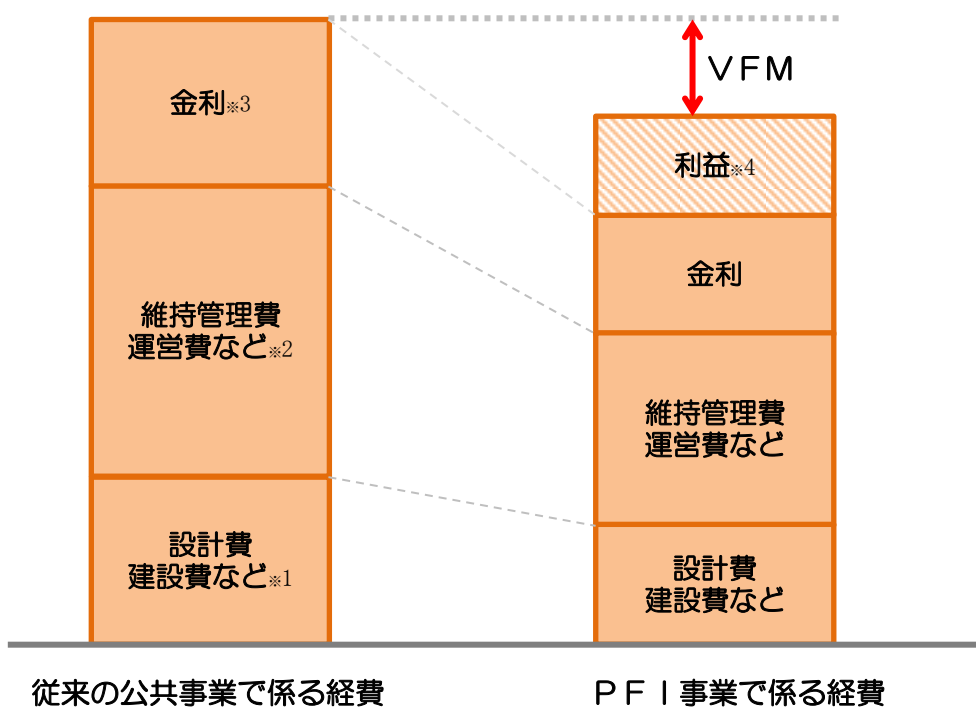 VFM
金利※3
利益※4
金利
維持管理費
運営費など※2
維持管理費
運営費など
設計費
建設費など※1
設計費
建設費など
従来の公共事業で係る経費
PFI事業で係る経費